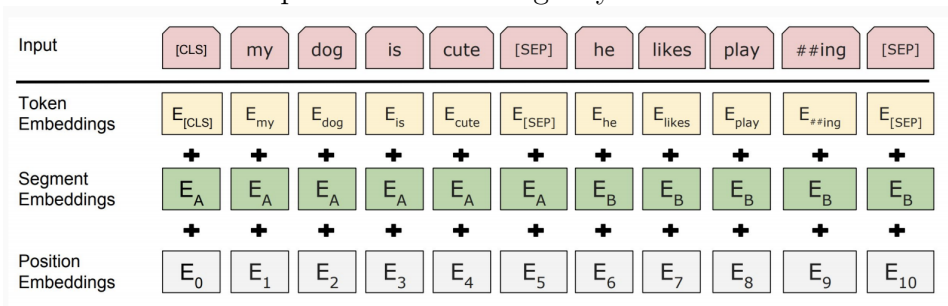 Input [CLS] my dog is cute [SEP] he likes play ##ing [SEP]
Token Embeddings E[CLS] Emy Edog Eis Ecute E[SEP] Ehe Elikes Eplay E##ing E[SEP]
+ + + + + + + + + + +
Segment Embeddings EA EA EA EA EA EA EB EB EB EB EB
+ + + + + + + + + + +
Position Embeddings E0 E1 E2 E3 E4 E5 E6 E7 E8 E9 E10